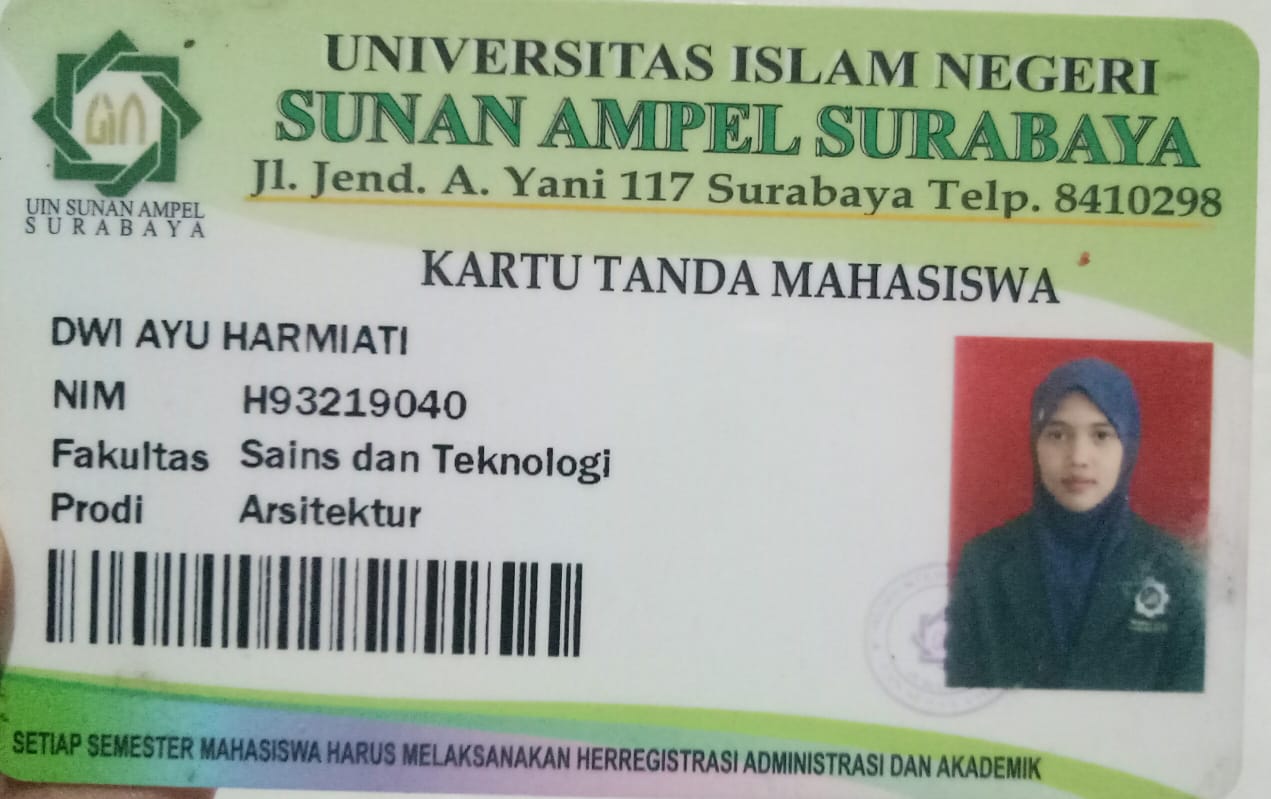 UNIVERSITAS ISLAM NEGERI
SUNAN AMPEL SURABAYA
Jl. Jend. A. Yani 117 Surabaya Telp. 8410298
UIN SUNAN AMPEL
SURABAYA
KARTU TANDA MAHASISWA
DWI AYU HARMIATI
NIM H93219040
Fakultas Sains dan Teknologi
Prodi Arsitektur
SETIAP SEMESTER MAHASISWA HARUS MELAKSANAKAN HERREGISTRASI ADMINISTRASI DAN AKADEMIK